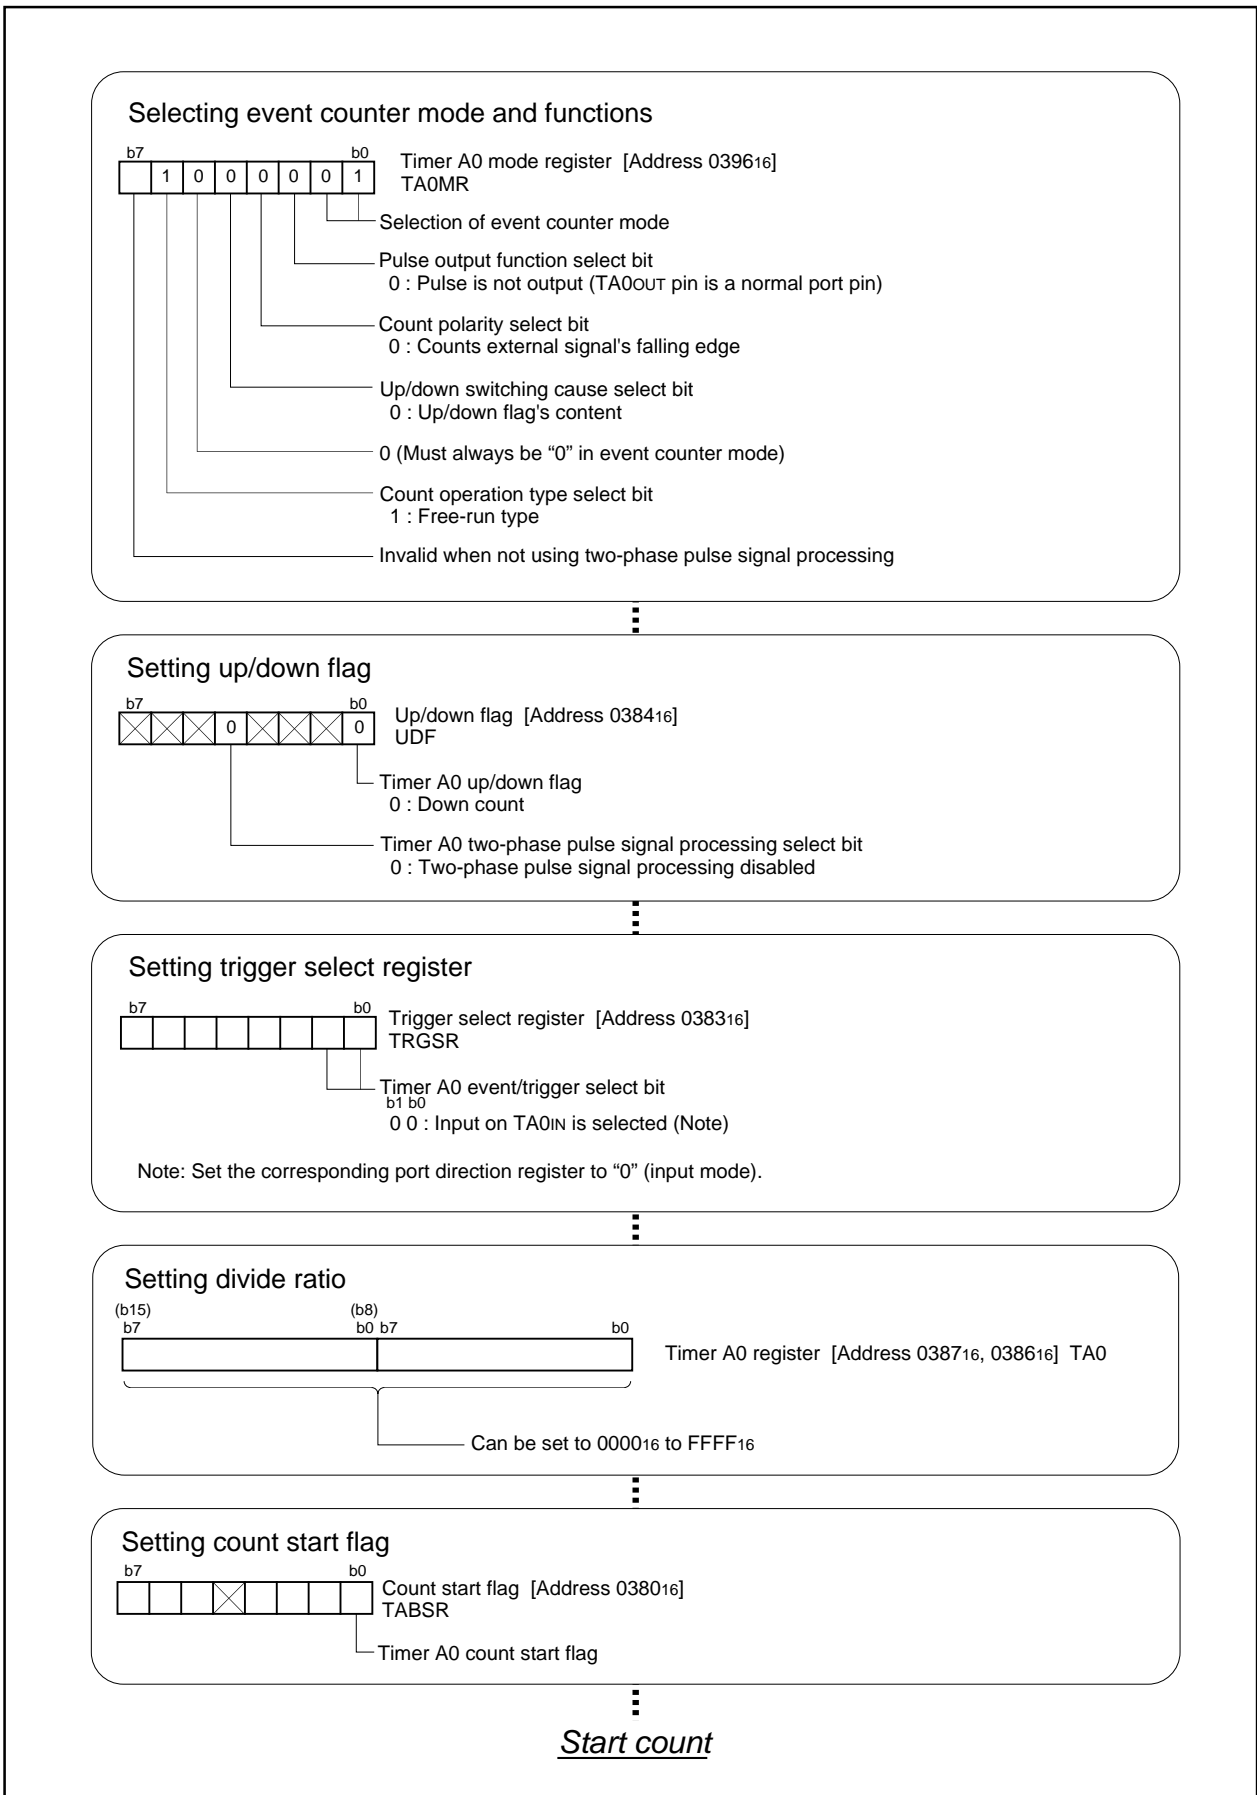 Selecting event counter mode and functions
b7 b0
1 0 0 0 0 0 1
Timer A0 mode register [Address 039616]
TA0MR
Selection of event counter mode
Pulse output function select bit
0 : Pulse is not output (TA0OUT pin is a normal port pin)
Count polarity select bit
0 : Counts external signal's falling edge
Up/down switching cause select bit
0 : Up/down flag's content
0 (Must always be “0” in event counter mode)
Count operation type select bit
1 : Free-run type
Invalid when not using two-phase pulse signal processing
Setting up/down flag
b7 b0
0 0
Up/down flag [Address 038416]
UDF
Timer A0 up/down flag
0 : Down count
Timer A0 two-phase pulse signal processing select bit
0 : Two-phase pulse signal processing disabled
Setting trigger select register
b7 b0
Trigger select register [Address 038316]
TRGSR
Timer A0 event/trigger select bit
b1 b0
0 0 : Input on TA0IN is selected (Note)
Note: Set the corresponding port direction register to “0” (input mode).
Setting divide ratio
(b15) (b8)
b7 b0 b7 b0
Timer A0 register [Address 038716, 038616] TA0
Can be set to 000016 to FFFF16
Setting count start flag
b7 b0
Count start flag [Address 038016]
TABSR
Timer A0 count start flag
Start count